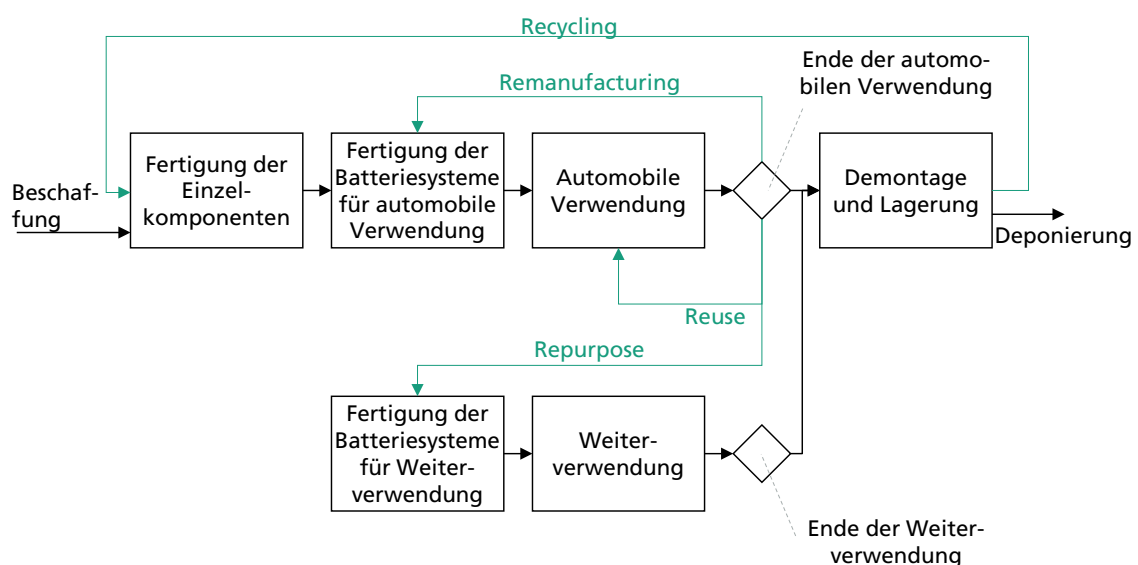 Recycling
Ende der automo-
bilen Verwendung
Remanufacturing
Beschaf-
fung
Fertigung der
Einzel-
komponenten
Fertigung der
Batteriesysteme
für automobile
Verwendung
Automobile
Verwendung
Demontage
und Lagerung
Deponierung
Reuse
Repurpose
Fertigung der
Batteriesysteme
für Weiter-
verwendung
Weiter-
verwendung
Ende der Weiter-
verwendung